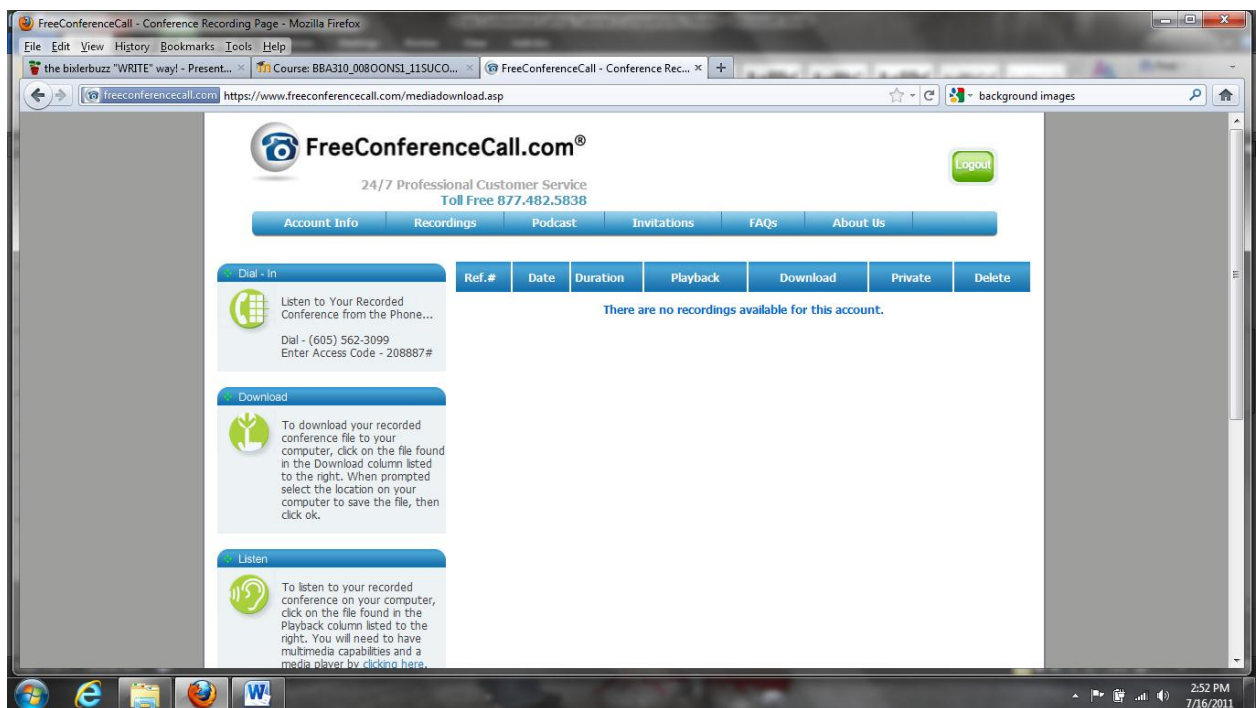 FreeConferenceCall - Conference Recording Page - Mozilla Firefox
File Edit View History Bookmarks Tools Help
the bixlerbuzz "WRITE" way! - Present... × Course: BBA310_008OONS1_11SUCO... × FreeConferenceCall - Conference Rec... × +
freeconferencecall.com https://www.freeconferencecall.com/mediadownload.asp background images
FreeConferenceCall.com®
Logout
24/7 Professional Customer Service
Toll Free 877.482.5838
Account Info Recordings Podcast Invitations FAQs About Us
Dial - In
Listen to Your Recorded
Conference from the Phone...
Dial - (605) 562-3099
Enter Access Code - 208887#
Ref.# Date Duration Playback Download Private Delete
There are no recordings available for this account.
Download
To download your recorded
conference file to your
computer, click on the file found
in the Download column listed
to the right. When prompted
select the location on your
computer to save the file, then
click ok.
Listen
To listen to your recorded
conference on your computer,
click on the file found in the
Playback column listed to the
right. You will need to have
multimedia capabilities and a
media player by clicking here.
2:52 PM
7/16/2011